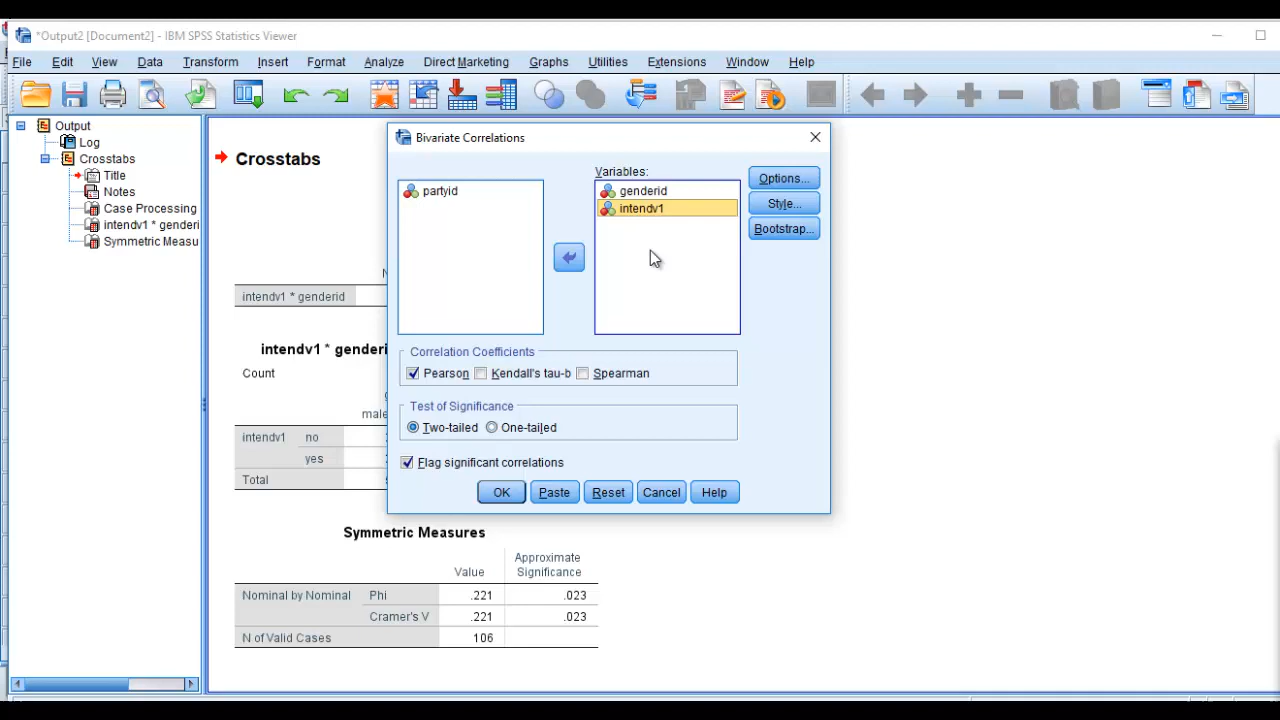 *Output2 [Document2] - IBM SPSS Statistics Viewer
File Edit View Data Transform Insert Format Analyze Direct Marketing Graphs Utilities Extensions Window Help
Output
Log
Crosstabs
Title
Notes
Case Processing
intendv1 * genderi
Symmetric Measu
Crosstabs
intendv1 * genderid
intendv1 * genderi
Count
male
intendv1 no
yes
Total
Bivariate Correlations
partyid
Variables:
genderid
intendv1
Options...
Style...
Bootstrap...
Correlation Coefficients
Pearson Kendall's tau-b Spearman
Test of Significance
Two-tailed One-tailed
Flag significant correlations
OK Paste Reset Cancel Help
Symmetric Measures
Value Approximate Significance
Nominal by Nominal Phi .221 .023
Cramer's V .221 .023
N of Valid Cases 106